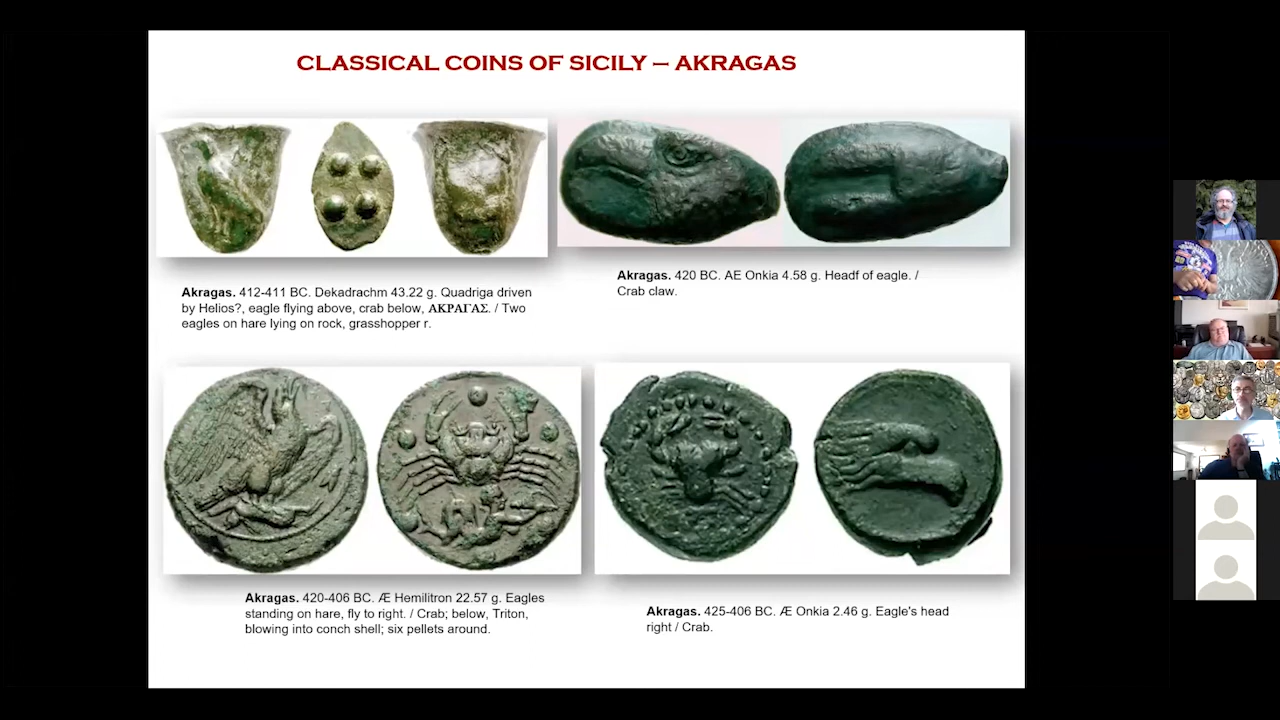 CLASSICAL COINS OF SICILY – AKRAGAS
Akragas. 412-411 BC. Dekadrachm 43.22 g. Quadriga driven
by Helios?, eagle flying above, crab below, ΑΚΡΑΓΑΣ. / Two
eagles on hare lying on rock, grasshopper r.
Akragas. 420 BC. AE Onkia 4.58 g. Headf of eagle. /
Crab claw.
Akragas. 420-406 BC. Æ Hemilitron 22.57 g. Eagles
standing on hare, fly to right. / Crab; below, Triton,
blowing into conch shell; six pellets around.
Akragas. 425-406 BC. Æ Onkia 2.46 g. Eagle's head
right / Crab.